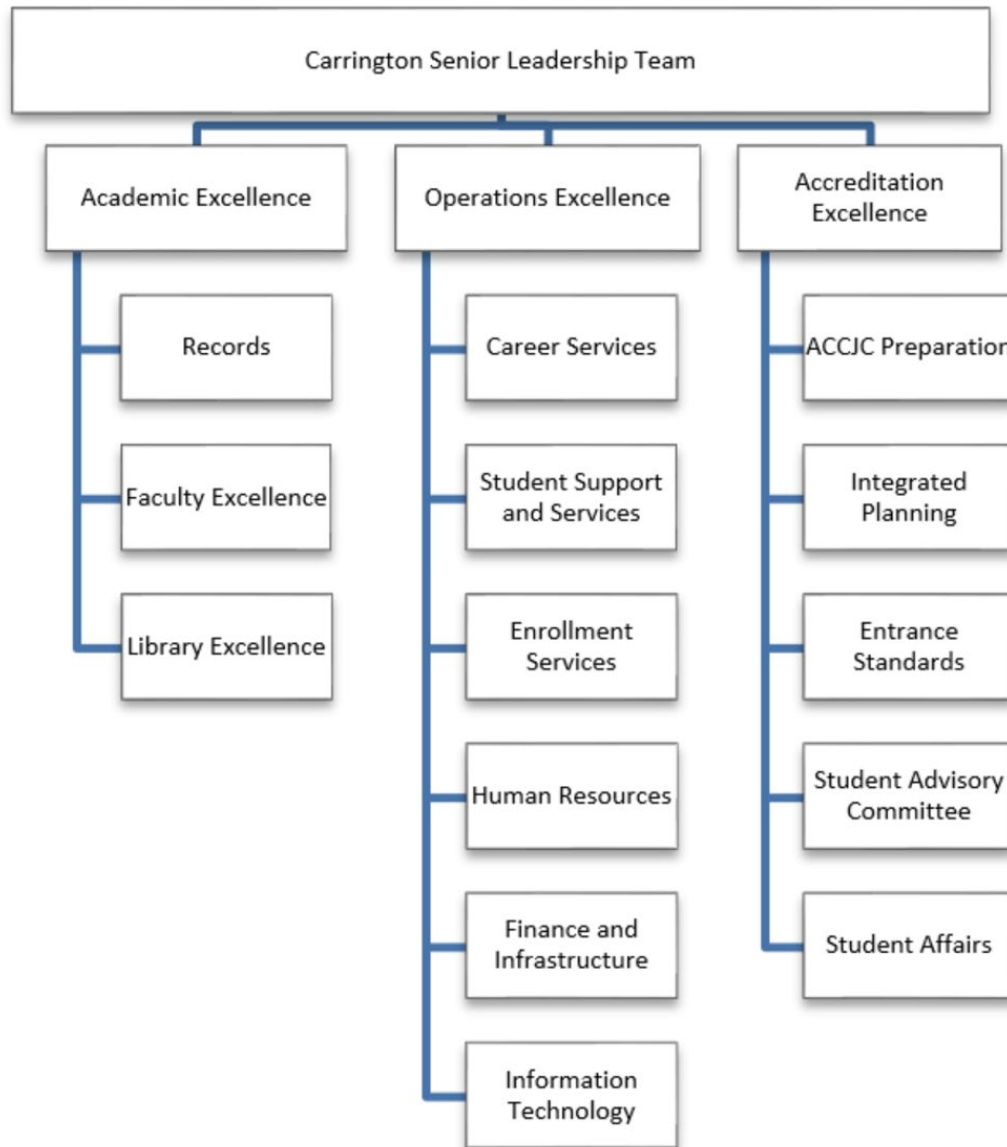 Carrington Senior Leadership Team
Academic Excellence
Records
Faculty Excellence
Library Excellence
Operations Excellence
Career Services
Student Support
and Services
Enrollment
Services
Human Resources
Finance and
Infrastructure
Information
Technology
Accreditation
Excellence
ACCJC Preparation
Integrated
Planning
Entrance
Standards
Student Advisory
Committee
Student Affairs